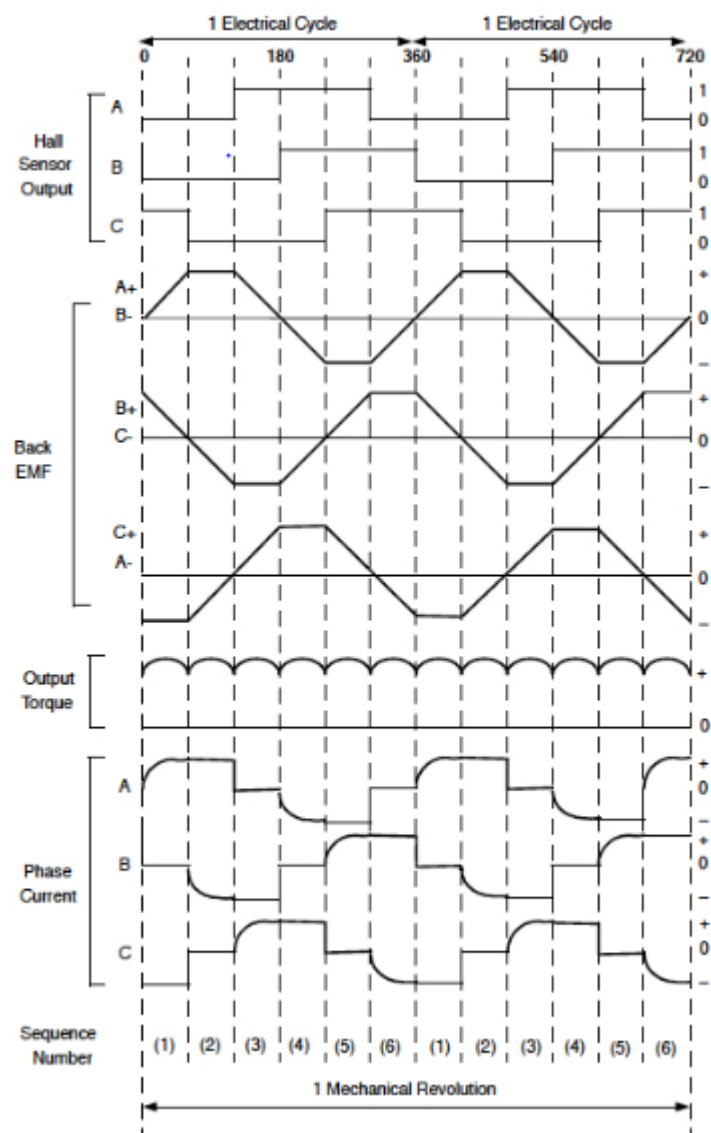 1 Electrical Cycle 1 Electrical Cycle
0 180 360 540 720
A 1
0
Hall
Sensor
Output
B 1
0
C 1
0
A+ +
B- 0
–
B+ +
C- 0
–
Back
EMF
C+ +
A- 0
–
Output
Torque
+
0
A +
0
–
Phase
Current
B +
0
–
C +
0
–
Sequence
Number
(1) (2) (3) (4) (5) (6) (1) (2) (3) (4) (5) (6)
1 Mechanical Revolution